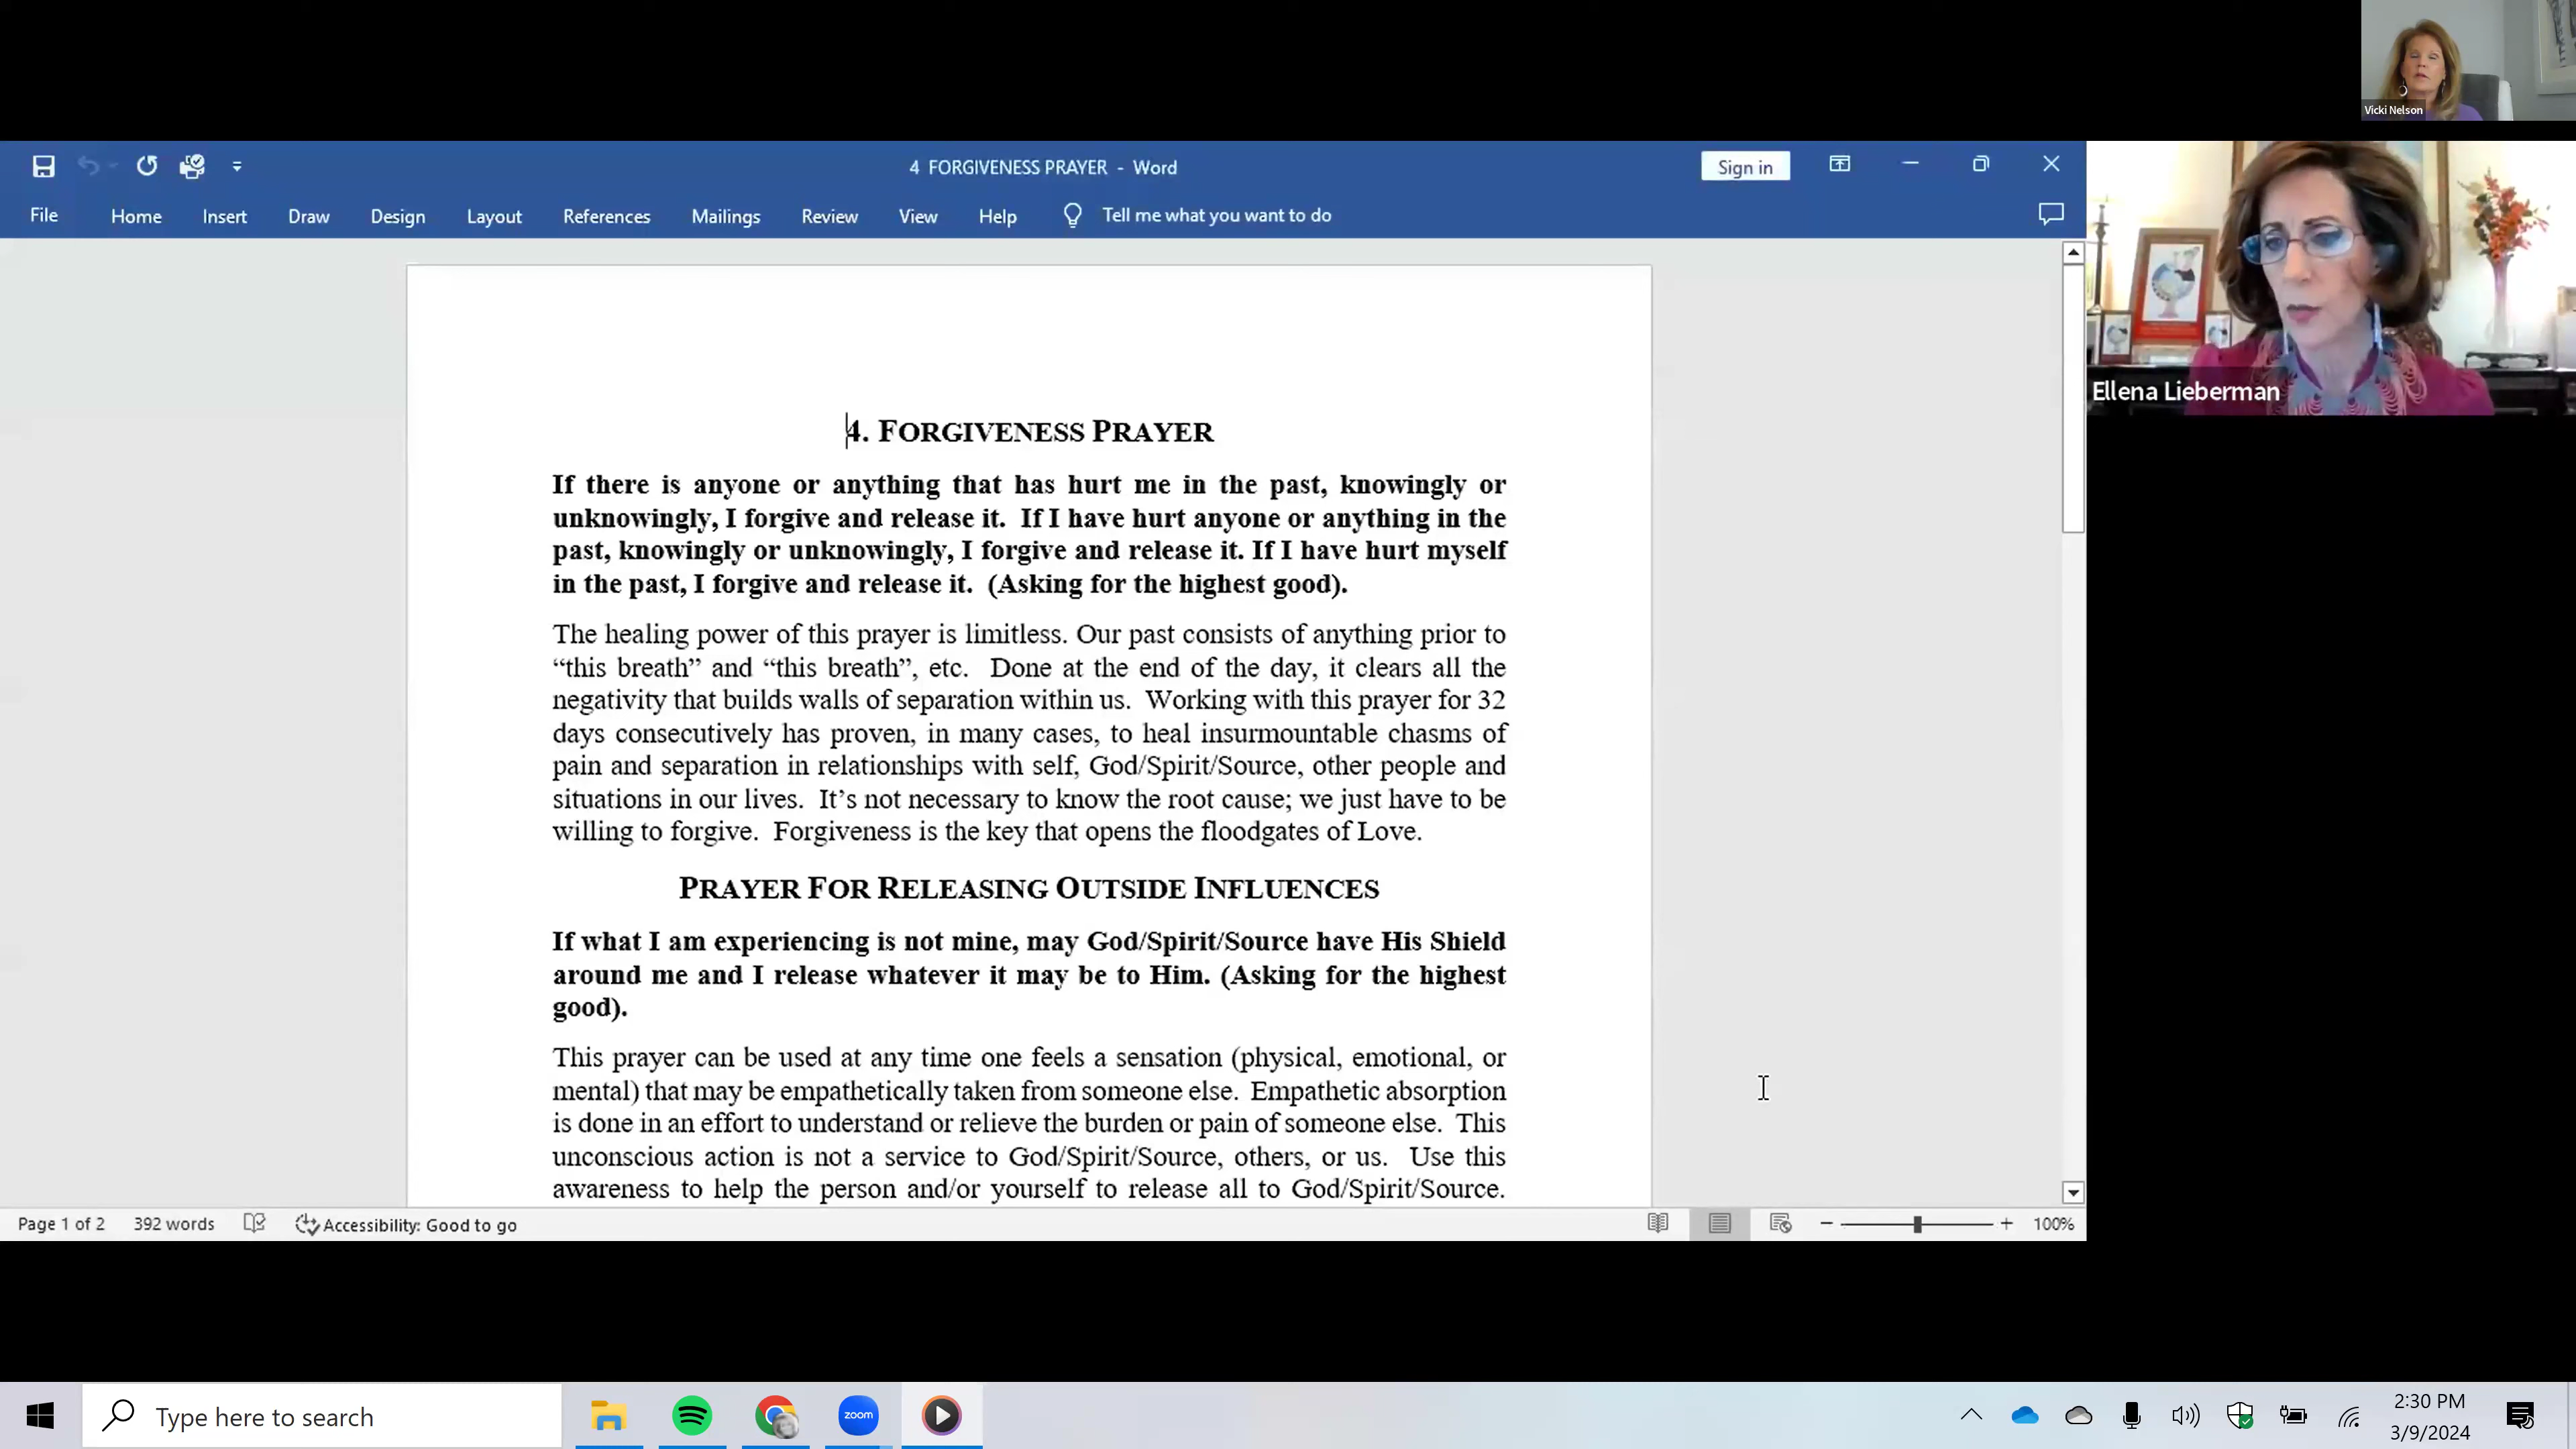 Vicki Nelson
4 FORGIVENESS PRAYER - Word
Sign in
File Home Insert Draw Design Layout References Mailings Review View Help Tell me what you want to do
Ellena Lieberman
4. FORGIVENESS PRAYER
If there is anyone or anything that has hurt me in the past, knowingly or
unknowingly, I forgive and release it. If I have hurt anyone or anything in the
past, knowingly or unknowingly, I forgive and release it. If I have hurt myself
in the past, I forgive and release it. (Asking for the highest good).
The healing power of this prayer is limitless. Our past consists of anything prior to
“this breath” and “this breath”, etc. Done at the end of the day, it clears all the
negativity that builds walls of separation within us. Working with this prayer for 32
days consecutively has proven, in many cases, to heal insurmountable chasms of
pain and separation in relationships with self, God/Spirit/Source, other people and
situations in our lives. It’s not necessary to know the root cause; we just have to be
willing to forgive. Forgiveness is the key that opens the floodgates of Love.
PRAYER FOR RELEASING OUTSIDE INFLUENCES
If what I am experiencing is not mine, may God/Spirit/Source have His Shield
around me and I release whatever it may be to Him. (Asking for the highest
good).
This prayer can be used at any time one feels a sensation (physical, emotional, or
mental) that may be empathetically taken from someone else. Empathetic absorption
is done in an effort to understand or relieve the burden or pain of someone else. This
unconscious action is not a service to God/Spirit/Source, others, or us. Use this
awareness to help the person and/or yourself to release all to God/Spirit/Source.
Page 1 of 2 392 words Accessibility: Good to go 100%
Type here to search
zoom
2:30 PM
3/9/2024